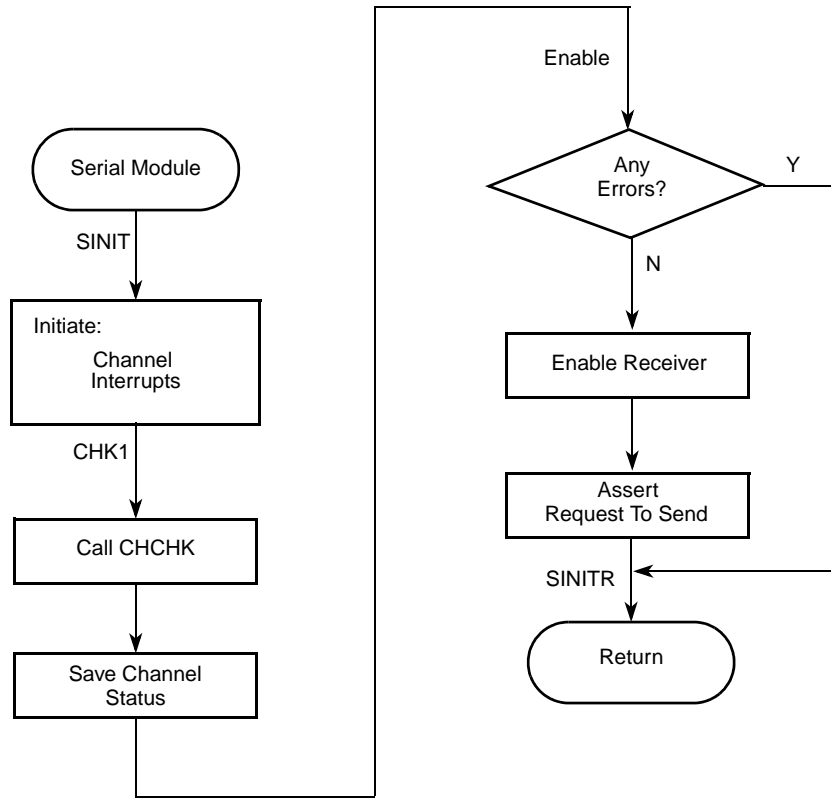 Serial Module
SINIT
Initiate:
Channel
Interrupts
CHK1
Call CHCHK
Save Channel
Status
Enable
Any
Errors?
Y
N
Enable Receiver
Assert
Request To Send
SINITR
Return